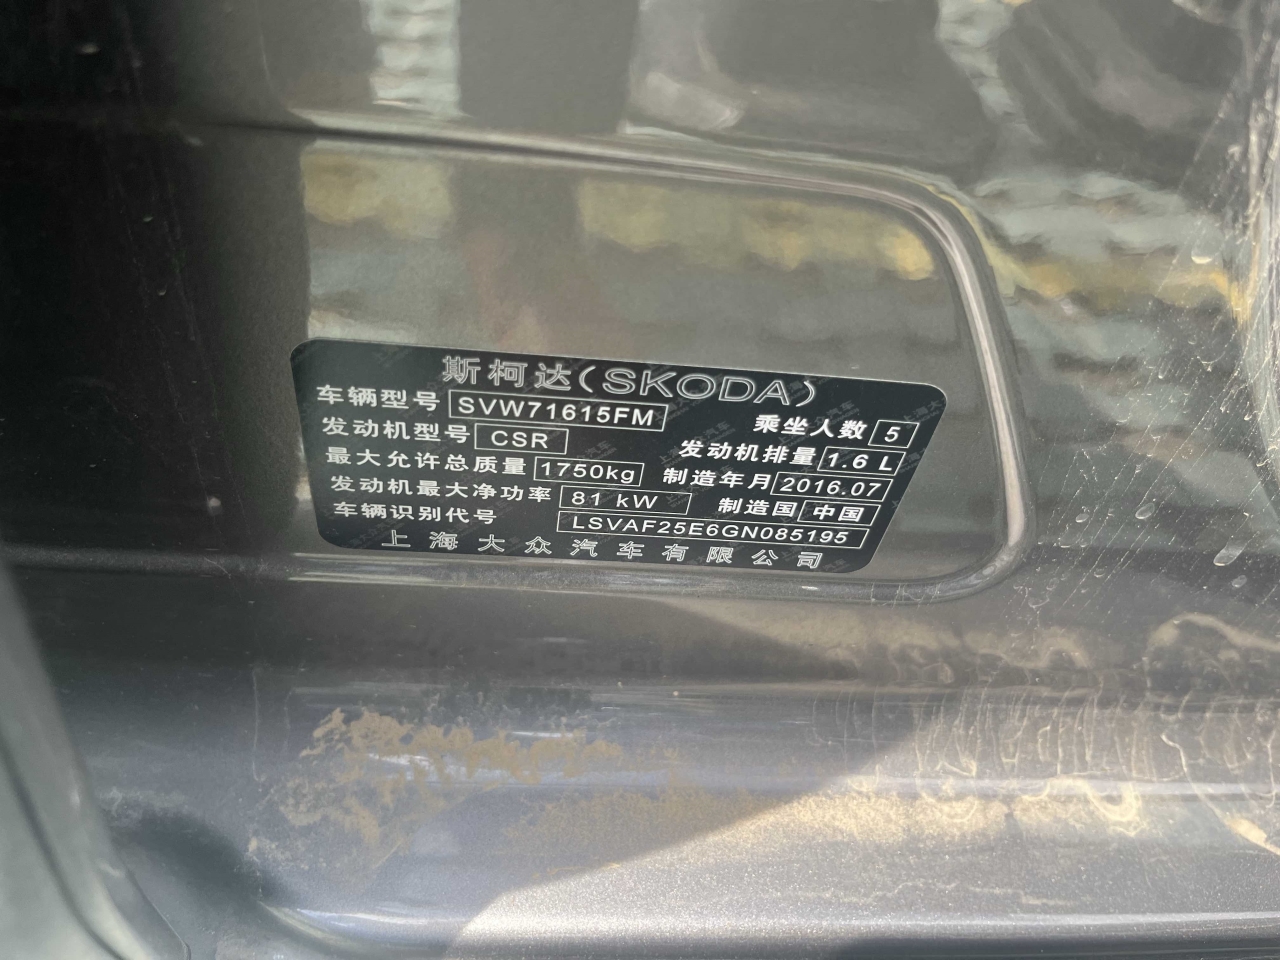 斯柯达(SKODA)
车辆型号 SVW71615FM 乘坐人数 5
发动机型号 CSR 发动机排量 1.6 L
最大允许总质量 1750kg 制造年月 2016.07
发动机最大净功率 81 kW 制造国 中国
车辆识别代号 LSVAF25E6GN085195
上海大众汽车有限公司